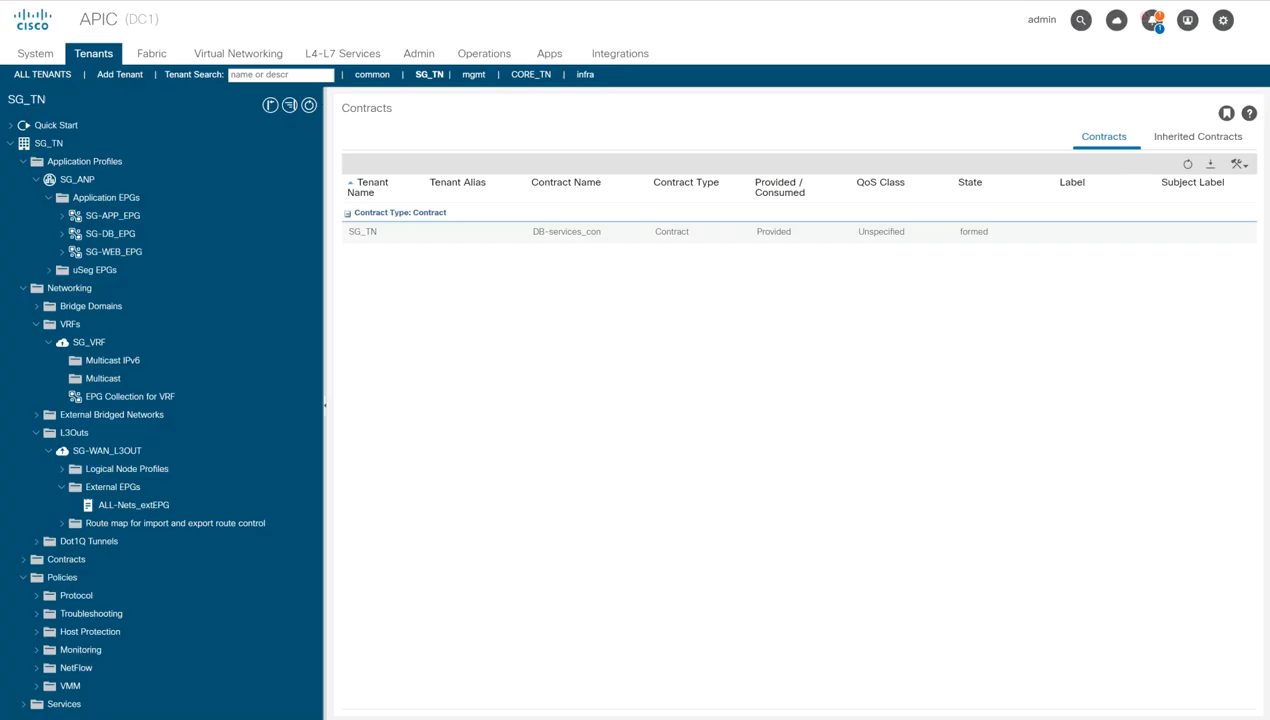 CISCO
APIC (DC1)
admin
1
1
System Tenants Fabric Virtual Networking L4-L7 Services Admin Operations Apps Integrations
ALL TENANTS | Add Tenant | Tenant Search: name or descr | common | SG_TN | mgmt | CORE_TN | infra
SG_TN
Quick Start
SG_TN
Application Profiles
SG_ANP
Application EPGs
SG-APP_EPG
SG-DB_EPG
SG-WEB_EPG
uSeg EPGs
Networking
Bridge Domains
VRFs
SG_VRF
Multicast IPv6
Multicast
EPG Collection for VRF
External Bridged Networks
L3Outs
SG-WAN_L3OUT
Logical Node Profiles
External EPGs
ALL-Nets_extEPG
Route map for import and export route control
Dot1Q Tunnels
Contracts
Policies
Protocol
Troubleshooting
Host Protection
Monitoring
NetFlow
VMM
Services
Contracts
Contracts Inherited Contracts
Tenant Name Tenant Alias Contract Name Contract Type Provided / Consumed QoS Class State Label Subject Label
Contract Type: Contract
SG_TN DB-services_con Contract Provided Unspecified formed